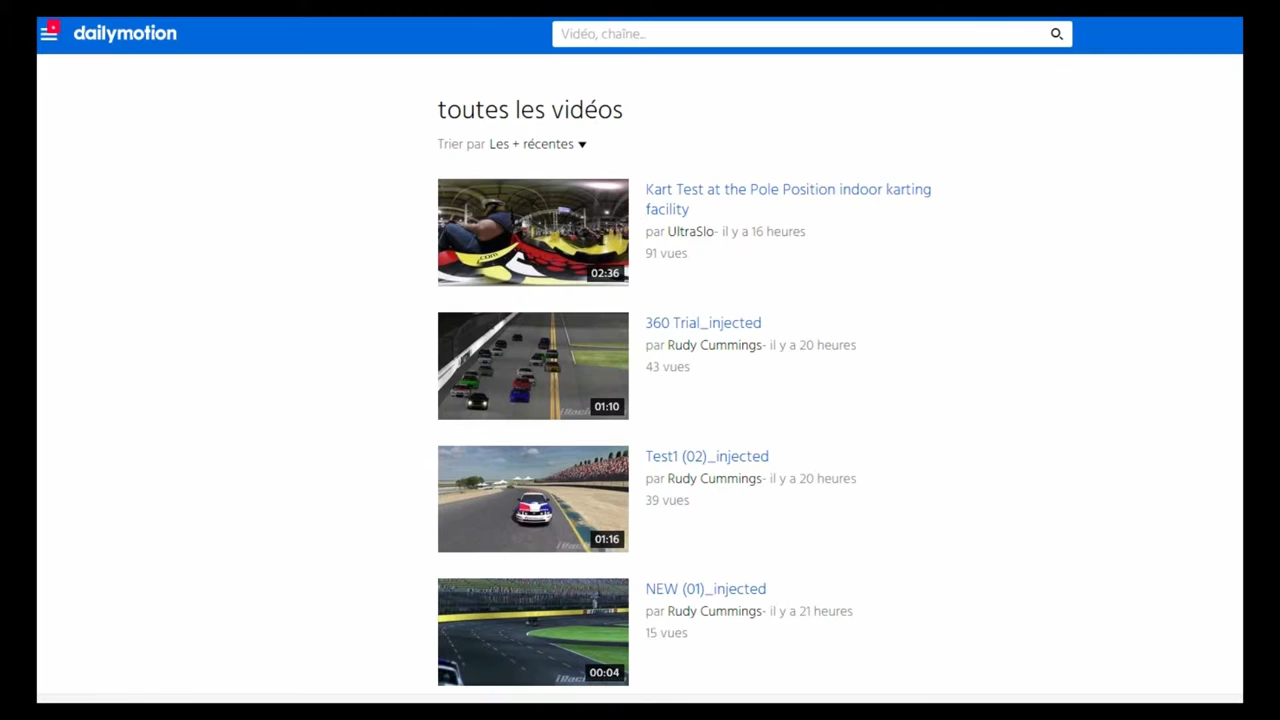 dailymotion
Vidéo, chaîne...
toutes les vidéos
Trier par Les + récentes
Kart Test at the Pole Position indoor karting
facility
par UltraSlo- il y a 16 heures
91 vues
.com
02:36
360 Trial_injected
par Rudy Cummings- il y a 20 heures
43 vues
01:10
Test1 (02)_injected
par Rudy Cummings- il y a 20 heures
39 vues
01:16
NEW (01)_injected
par Rudy Cummings- il y a 21 heures
15 vues
00:04